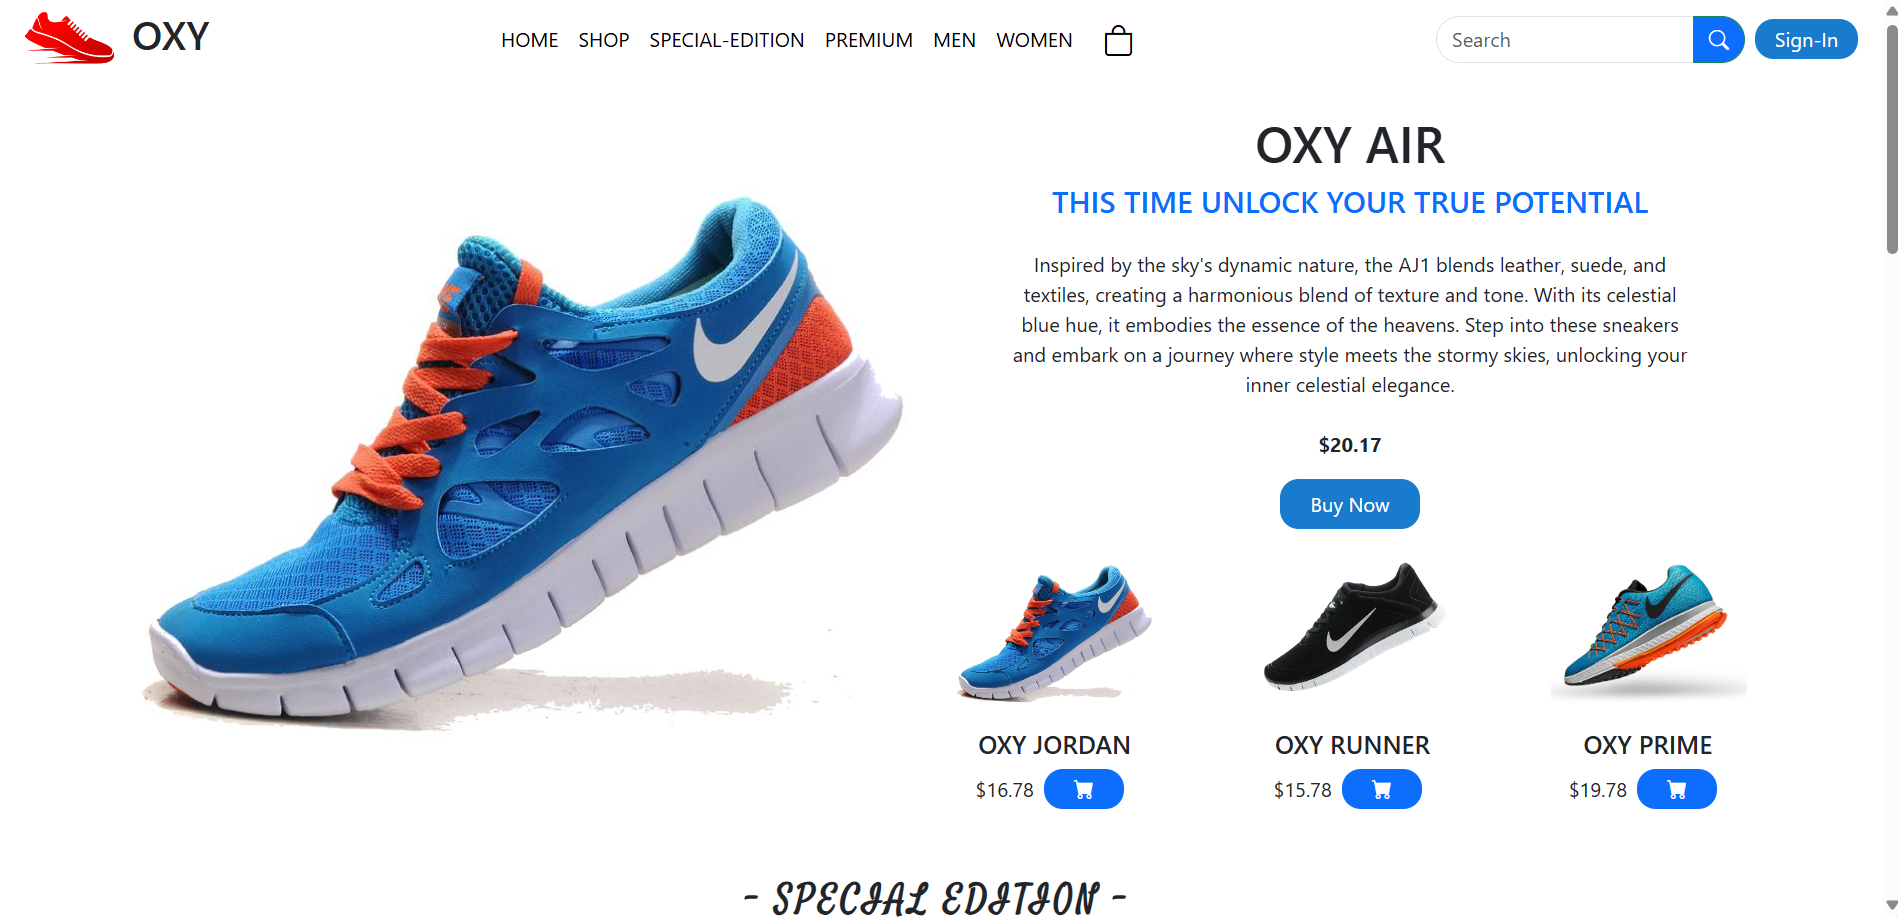 OXY
HOME SHOP SPECIAL-EDITION PREMIUM MEN WOMEN
Search
Sign-In
OXY AIR
THIS TIME UNLOCK YOUR TRUE POTENTIAL
Inspired by the sky's dynamic nature, the AJ1 blends leather, suede, and
textiles, creating a harmonious blend of texture and tone. With its celestial
blue hue, it embodies the essence of the heavens. Step into these sneakers
and embark on a journey where style meets the stormy skies, unlocking your
inner celestial elegance.
$20.17
Buy Now
OXY JORDAN
$16.78
OXY RUNNER
$15.78
OXY PRIME
$19.78
- SPECIAL EDITION -